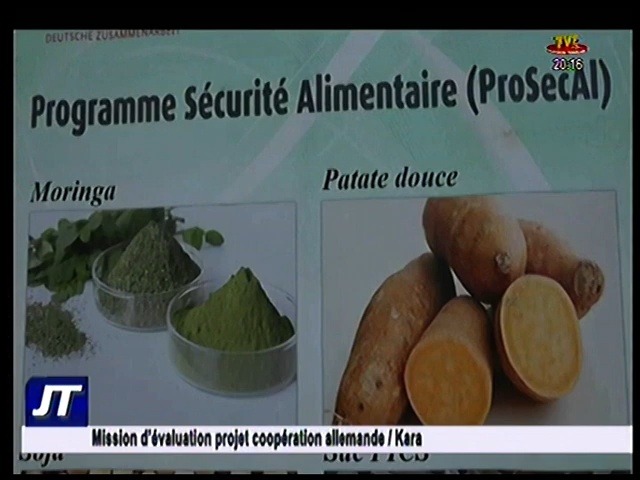 DEUTSCHE ZUSAMMENARBEIT
TVT
20:16
Programme Sécurité Alimentaire (ProSecAl)
Moringa
Patate douce
JT
Mission d'évaluation projet coopération allemande / Kara
Soja